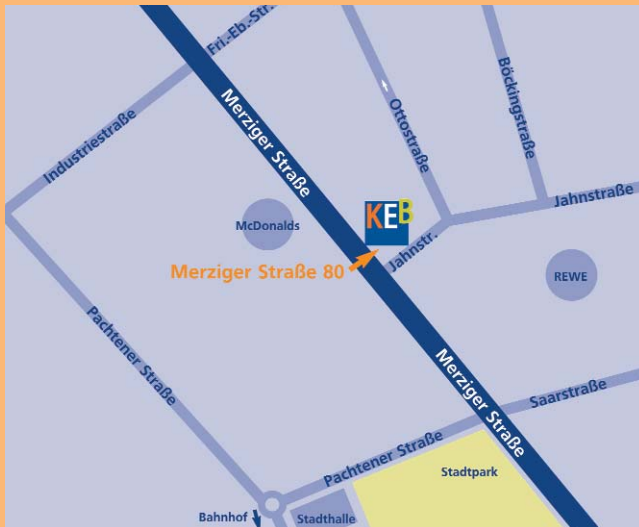 Fri.-Eb.-Str.
Merziger Straße
Ottostraße
Böckingstraße
Industriestraße
Jahnstraße
KEB
McDonalds
Jahnstr.
Merziger Straße 80
REWE
Pachtener Straße
Merziger Straße
Saarstraße
Pachtener Straße
Stadtpark
Bahnhof
Stadthalle